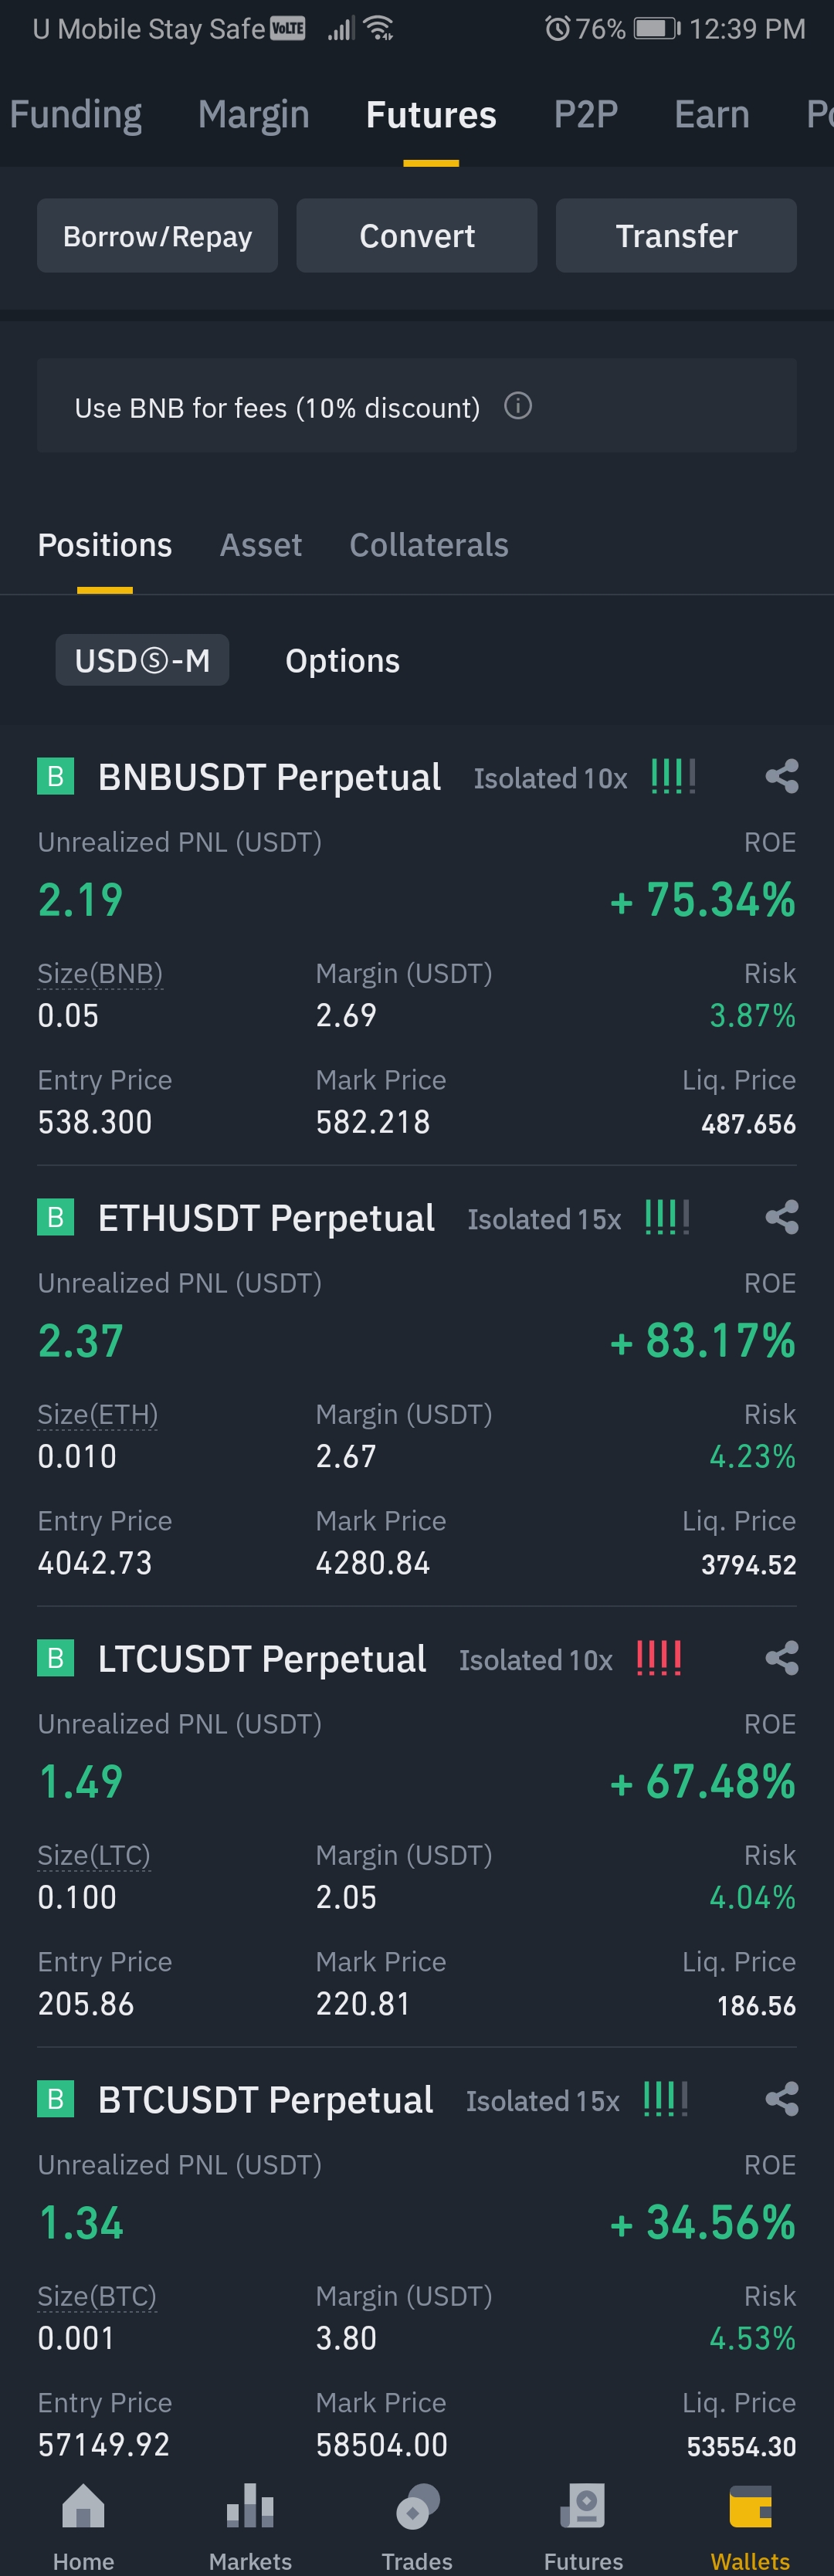 U Mobile Stay Safe VoLTE 76% 12:39 PM
Funding Margin Futures P2P Earn Po
Borrow/Repay Convert Transfer
Use BNB for fees (10% discount)
Positions Asset Collaterals
USDⓈ-M Options
B BNBUSDT Perpetual Isolated 10x
Unrealized PNL (USDT) ROE
2.19 + 75.34%
Size(BNB) Margin (USDT) Risk
0.05 2.69 3.87%
Entry Price Mark Price Liq. Price
538.300 582.218 487.656
B ETHUSDT Perpetual Isolated 15x
Unrealized PNL (USDT) ROE
2.37 + 83.17%
Size(ETH) Margin (USDT) Risk
0.010 2.67 4.23%
Entry Price Mark Price Liq. Price
4042.73 4280.84 3794.52
B LTCUSDT Perpetual Isolated 10x
Unrealized PNL (USDT) ROE
1.49 + 67.48%
Size(LTC) Margin (USDT) Risk
0.100 2.05 4.04%
Entry Price Mark Price Liq. Price
205.86 220.81 186.56
B BTCUSDT Perpetual Isolated 15x
Unrealized PNL (USDT) ROE
1.34 + 34.56%
Size(BTC) Margin (USDT) Risk
0.001 3.80 4.53%
Entry Price Mark Price Liq. Price
57149.92 58504.00 53554.30
Home Markets Trades Futures Wallets